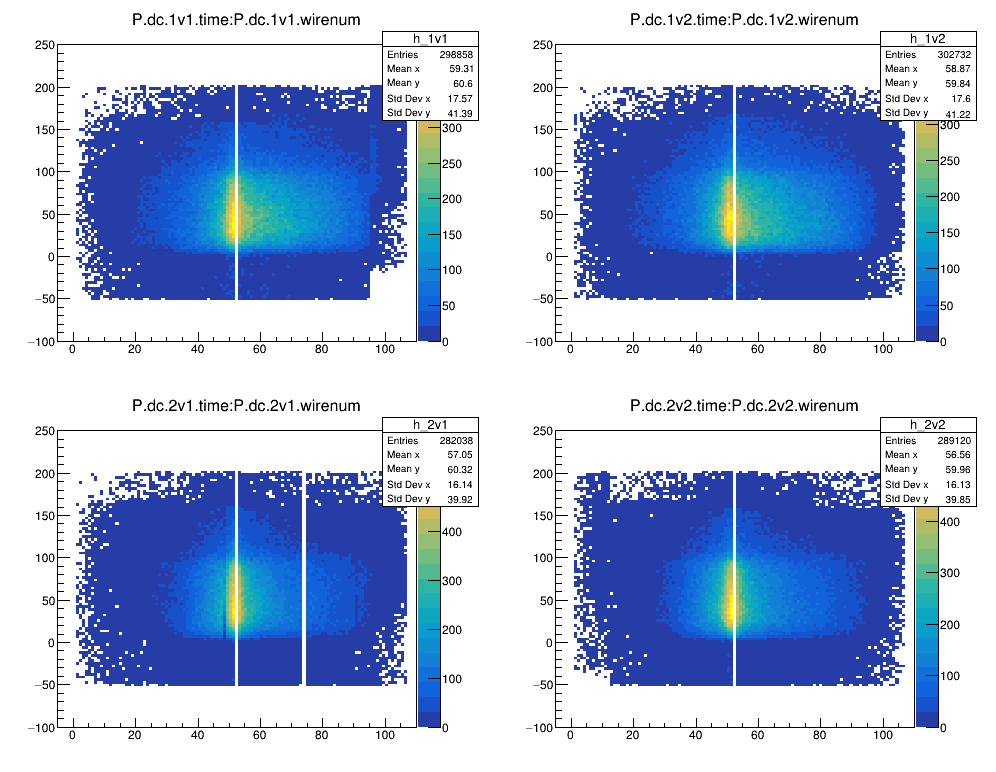 P.dc.1v1.time:P.dc.1v1.wirenum
h_1v1
Entries 298858
Mean x 59.31
Mean y 60.6
Std Dev x 17.57
Std Dev y 41.39
250
200
150
100
50
0
−50
−100
0 20 40 60 80 100
300
250
200
150
100
50
0
P.dc.1v2.time:P.dc.1v2.wirenum
h_1v2
Entries 302732
Mean x 58.87
Mean y 59.84
Std Dev x 17.6
Std Dev y 41.22
250
200
150
100
50
0
−50
−100
0 20 40 60 80 100
300
250
200
150
100
50
0
P.dc.2v1.time:P.dc.2v1.wirenum
h_2v1
Entries 282038
Mean x 57.05
Mean y 60.32
Std Dev x 16.14
Std Dev y 39.92
250
200
150
100
50
0
−50
−100
0 20 40 60 80 100
400
300
200
100
0
P.dc.2v2.time:P.dc.2v2.wirenum
h_2v2
Entries 289120
Mean x 56.56
Mean y 59.96
Std Dev x 16.13
Std Dev y 39.85
250
200
150
100
50
0
−50
−100
0 20 40 60 80 100
400
300
200
100
0